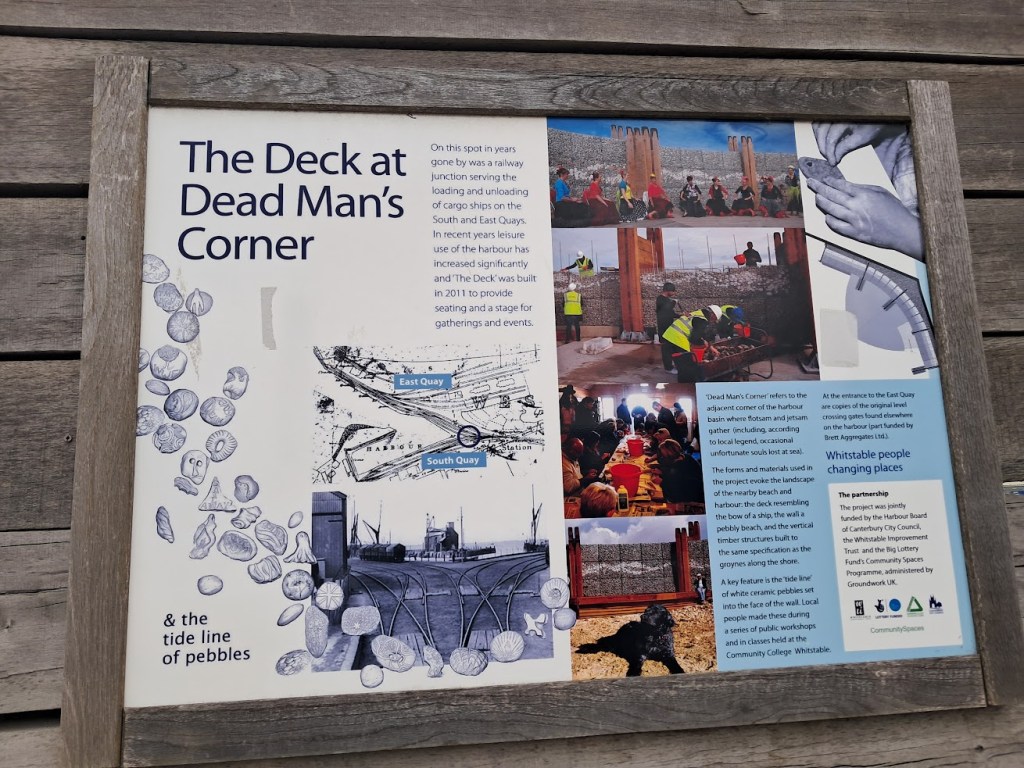 The Deck at
Dead Man's
Corner
On this spot in years
gone by was a railway
junction serving the
loading and unloading
of cargo ships on the
South and East Quays.
In recent years leisure
use of the harbour has
increased significantly
and 'The Deck' was built
in 2011 to provide
seating and a stage for
gatherings and events.
East Quay
HARBOUR
Station
South Quay
& the
tide line
of pebbles
'Dead Man's Corner' refers to the
adjacent corner of the harbour
basin where flotsam and jetsam
gather (including, according
to local legend, occasional
unfortunate souls lost at sea).
The forms and materials used in
the project evoke the landscape
of the nearby beach and
harbour: the deck resembling
the bow of a ship, the wall a
pebbly beach, and the vertical
timber structures built to
the same specification as the
groynes along the shore.
A key feature is the 'tide line'
of white ceramic pebbles set
into the face of the wall. Local
people made these during
a series of public workshops
and in classes held at the
Community College Whitstable.
At the entrance to the East Quay
are copies of the original level
crossing gates found elsewhere
on the harbour (part funded by
Brett Aggregates Ltd.).
Whitstable people
changing places
The partnership
The project was jointly
funded by the Harbour Board
of Canterbury City Council,
the Whitstable Improvement
Trust and the Big Lottery
Fund's Community Spaces
Programme, administered by
Groundwork UK.
CommunitySpaces